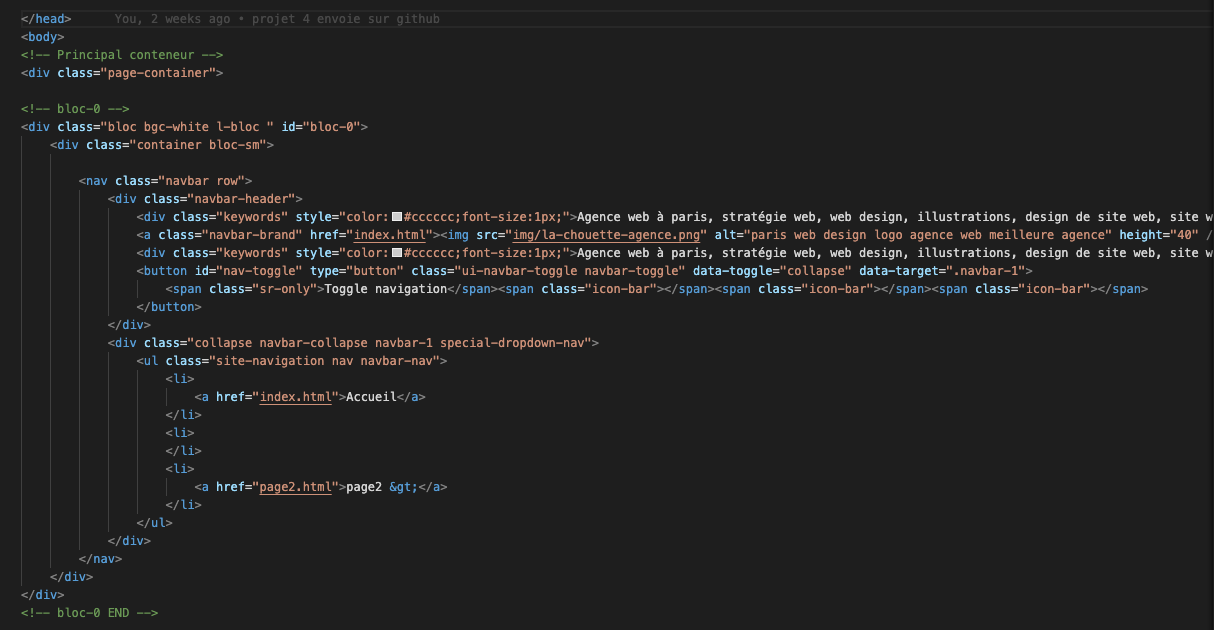 </head>      You, 2 weeks ago • projet 4 envoie sur github
<body>
<!-- Principal conteneur -->
<div class="page-container">
<!-- bloc-0 -->
<div class="bloc bgc-white l-bloc " id="bloc-0">
<div class="container bloc-sm">
<nav class="navbar row">
<div class="navbar-header">
<div class="keywords" style="color:#cccccc;font-size:1px;">Agence web à paris, stratégie web, web design, illustrations, design de site web, site w
<a class="navbar-brand" href="index.html"><img src="img/la-chouette-agence.png" alt="paris web design logo agence web meilleure agence" height="40" /
<div class="keywords" style="color:#cccccc;font-size:1px;">Agence web à paris, stratégie web, web design, illustrations, design de site web, site w
<button id="nav-toggle" type="button" class="ui-navbar-toggle navbar-toggle" data-toggle="collapse" data-target=".navbar-1">
<span class="sr-only">Toggle navigation</span><span class="icon-bar"></span><span class="icon-bar"></span><span class="icon-bar"></span>
</button>
</div>
<div class="collapse navbar-collapse navbar-1 special-dropdown-nav">
<ul class="site-navigation nav navbar-nav">
<li>
<a href="index.html">Accueil</a>
</li>
<li>
</li>
<li>
<a href="page2.html">page2 &gt;</a>
</li>
</ul>
</div>
</nav>
</div>
</div>
<!-- bloc-0 END -->